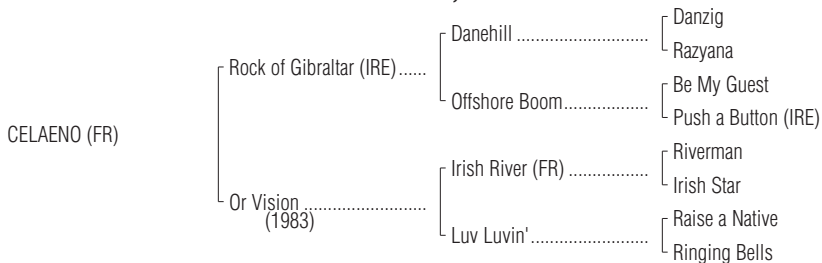 Danzig
Danehill ............................
Razyana
Rock of Gibraltar (IRE)......
Be My Guest
Offshore Boom..................
Push a Button (IRE)
CELAENO (FR)
Riverman
Irish River (FR) .................
Irish Star
Or Vision ..........................
(1983)
Raise a Native
Luv Luvin'.........................
Ringing Bells